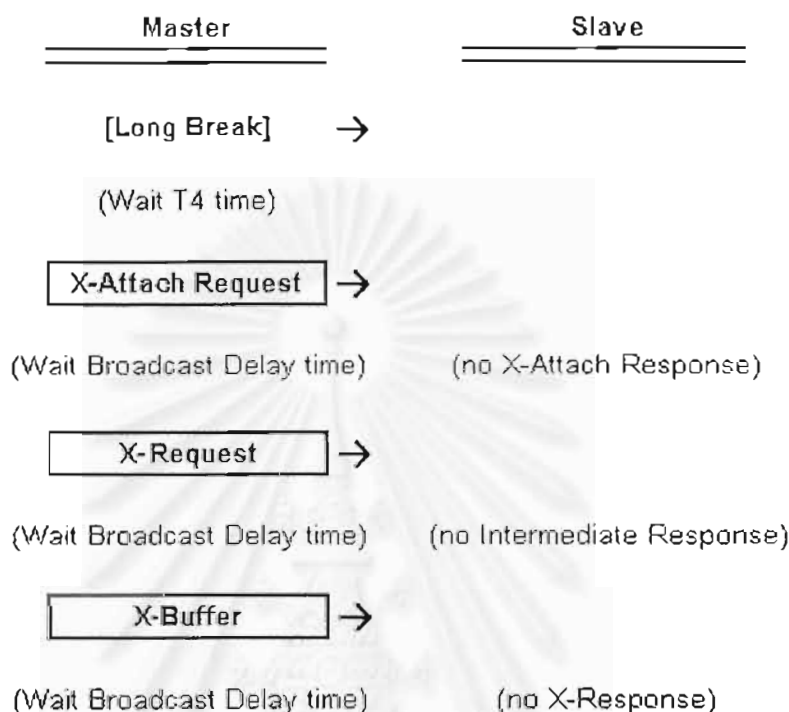 Master Slave
[Long Break] →
(Wait T4 time)
X-Attach Request →
(Wait Broadcast Delay time) (no X-Attach Response)
X-Request →
(Wait Broadcast Delay time) (no Intermediate Response)
X-Buffer →
(Wait Broadcast Delay time) (no X-Response)